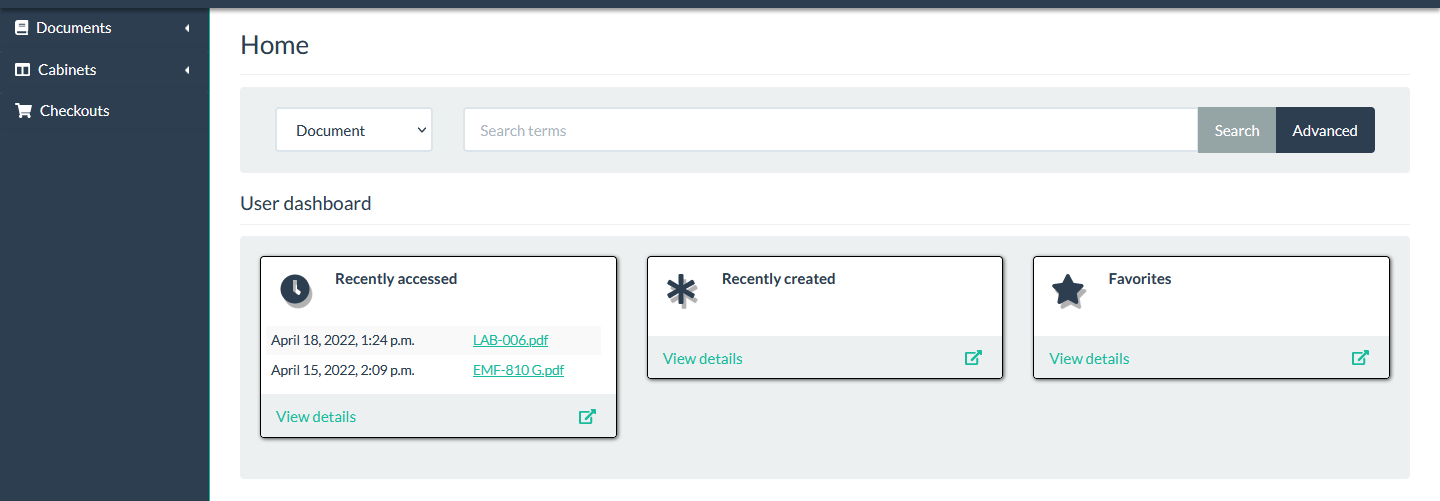 Documents
Cabinets
Checkouts
Home
Document
Search terms
Search
Advanced
User dashboard
Recently accessed
April 18, 2022, 1:24 p.m. LAB-006.pdf
April 15, 2022, 2:09 p.m. EMF-810 G.pdf
View details
Recently created
View details
Favorites
View details